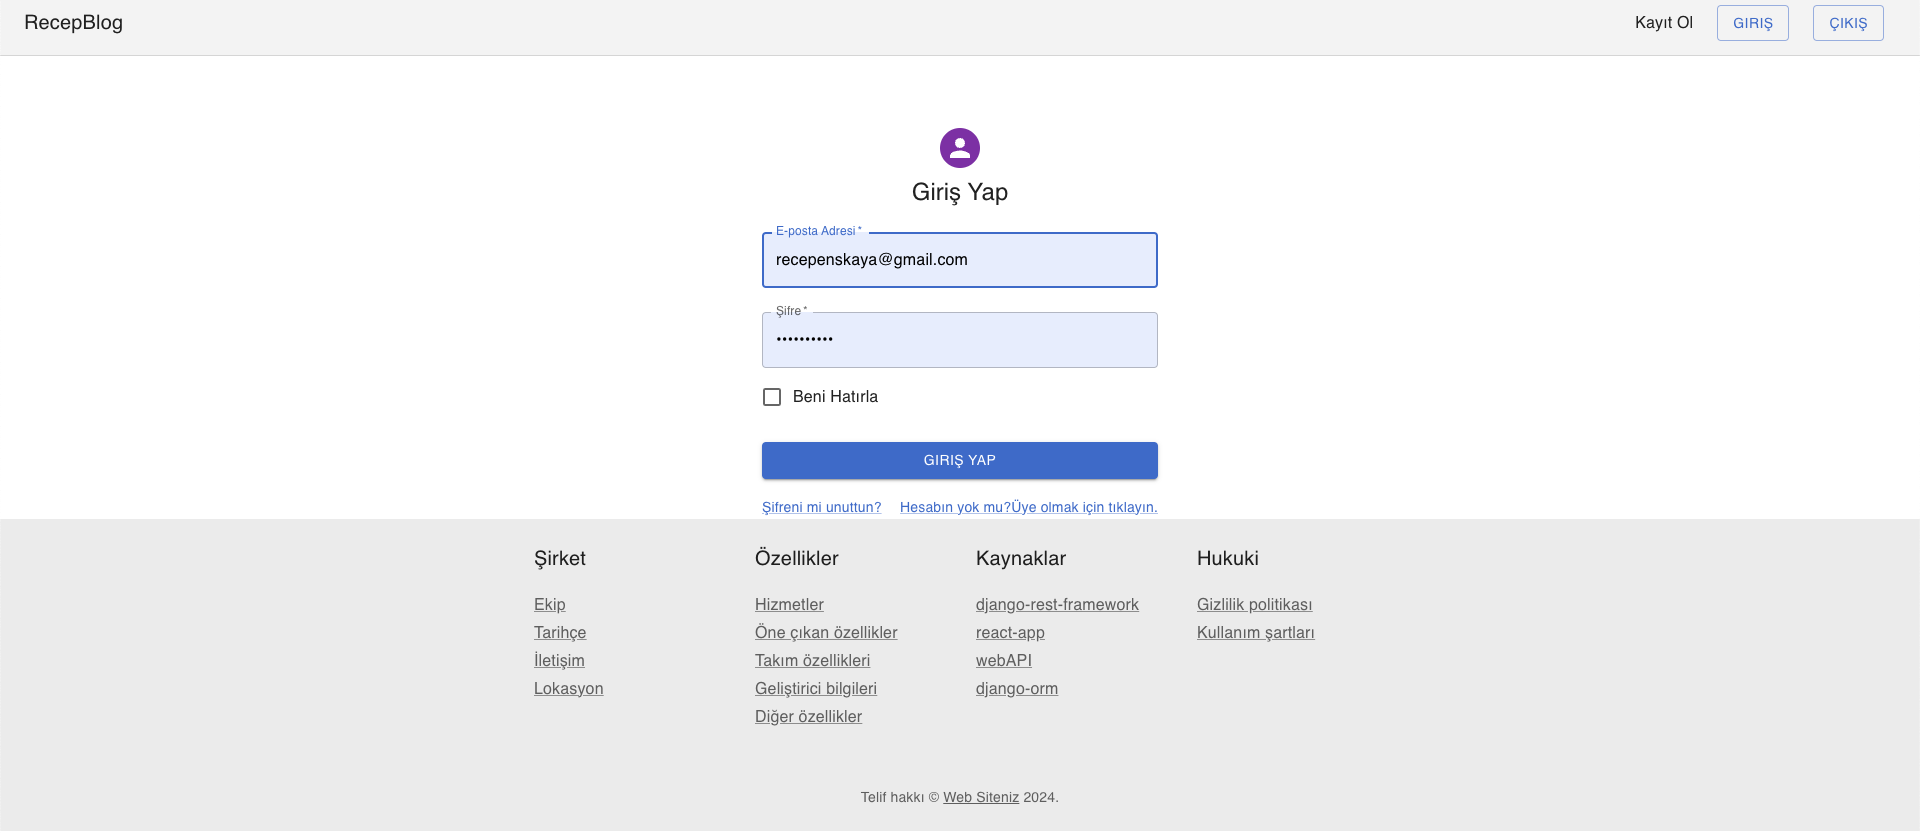 RecepBlog
Kayıt Ol
GIRIŞ
ÇIKIŞ
Giriş Yap
E-posta Adresi *
recepenskaya@gmail.com
Şifre *
••••••••••
Beni Hatırla
GIRIŞ YAP
Şifreni mi unuttun?
Hesabın yok mu?Üye olmak için tıklayın.
Şirket
Ekip
Tarihçe
İletişim
Lokasyon
Özellikler
Hizmetler
Öne çıkan özellikler
Takım özellikleri
Geliştirici bilgileri
Diğer özellikler
Kaynaklar
django-rest-framework
react-app
webAPI
django-orm
Hukuki
Gizlilik politikası
Kullanım şartları
Telif hakkı © Web Siteniz 2024.